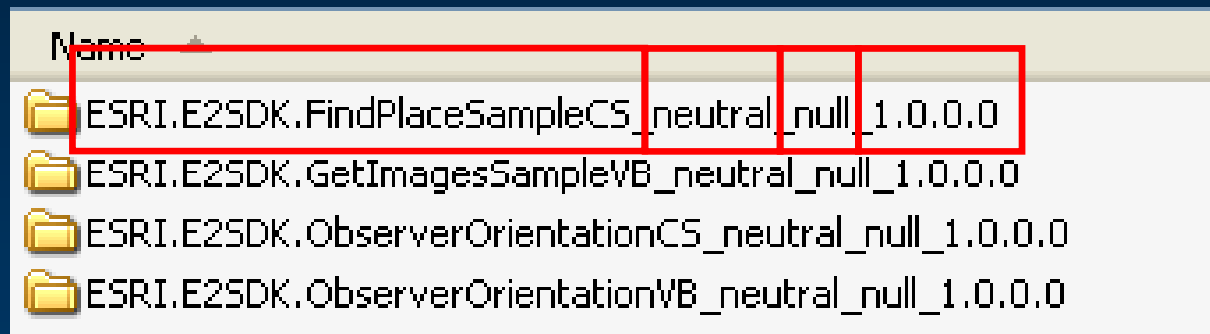 Name
ESRI.E2SDK.FindPlaceSampleCS_neutral_null_1.0.0.0
ESRI.E2SDK.GetImagesSampleVB_neutral_null_1.0.0.0
ESRI.E2SDK.ObserverOrientationCS_neutral_null_1.0.0.0
ESRI.E2SDK.ObserverOrientationVB_neutral_null_1.0.0.0